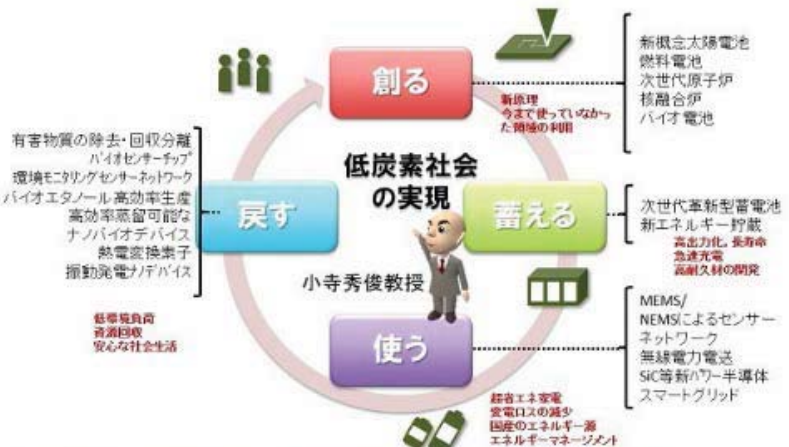 創る
新概念太陽電池
燃料電池
次世代原子炉
核融合炉
バイオ電池
新原理
今まで使っていなかっ
た領域の利用
有害物質の除去・回収分離
バイオセンサーチップ
環境モニタリングセンサーネットワーク
バイオエタノール高効率生産
高効率蒸留可能な
ナノバイオデバイス
熱電変換素子
振動発電ナノデバイス
戻す
低環境負荷
資源回収
安心な社会生活
低炭素社会
の実現
小寺秀俊教授
蓄える
次世代革新型蓄電池
新エネルギー貯蔵
高出力化，長寿命
急速充電
高耐久材の開発
使う
MEMS/
NEMSによるセンサー
ネットワーク
無線電力電送
SiC等新パワー半導体
スマートグリッド
超省エネ家電
変電ロスの減少
国産のエネルギー源
エネルギーマネージメント